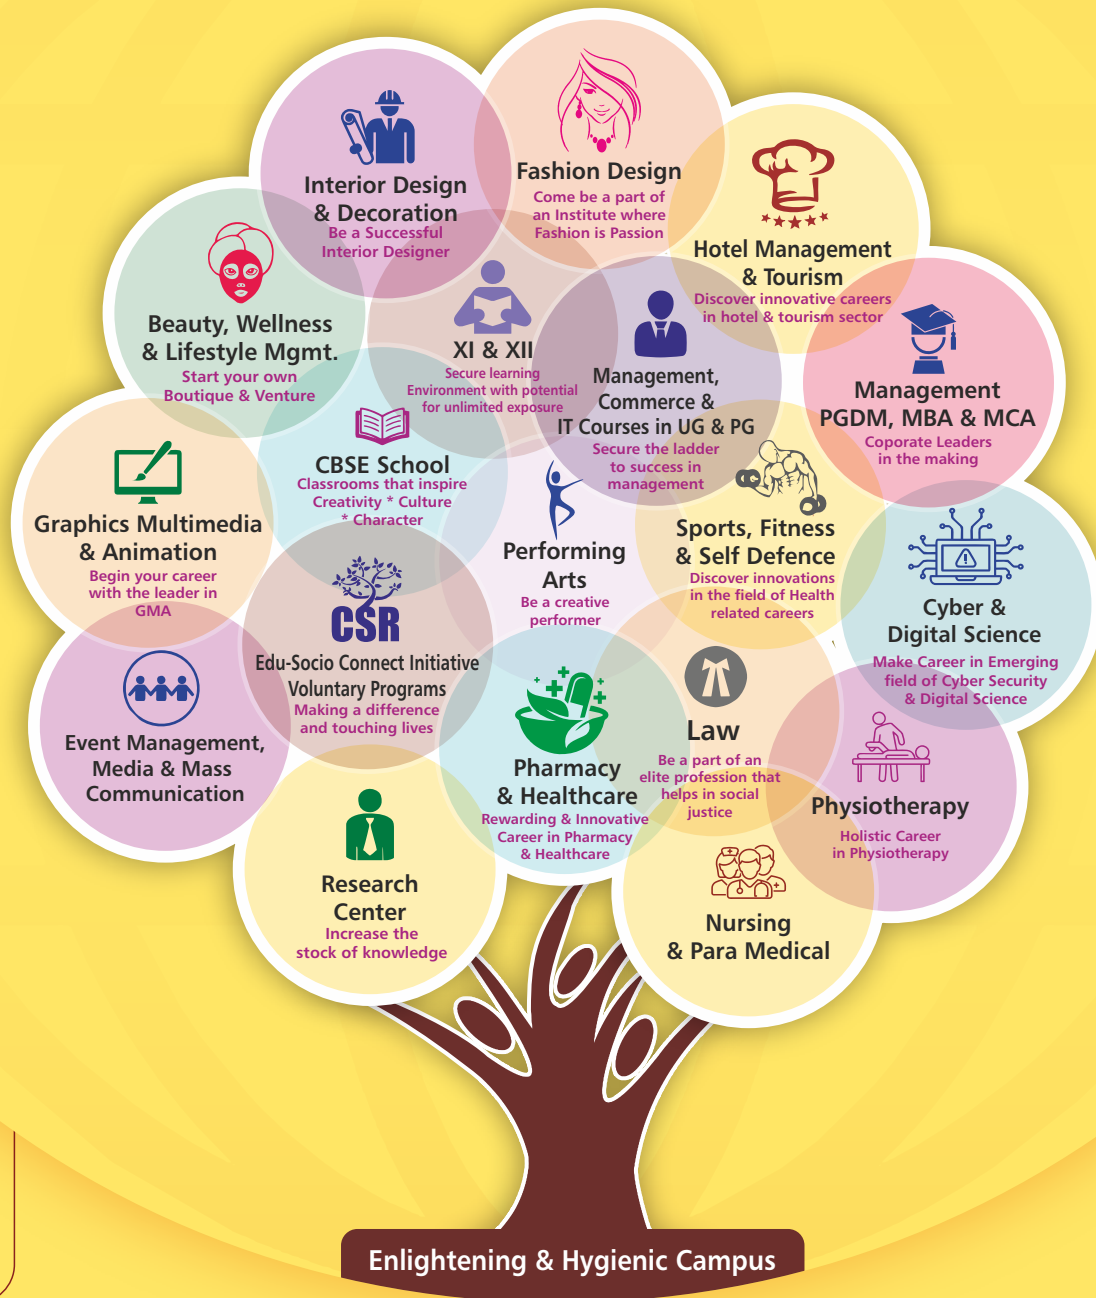 Fashion Design
Come be a part of
an Institute where
Fashion is Passion
Interior Design
& Decoration
Be a Successful
Interior Designer
Hotel Management
& Tourism
Discover innovative careers
in hotel & tourism sector
Beauty, Wellness
& Lifestyle Mgmt.
Start your own
Boutique & Venture
XI & XII
Secure learning
Environment with potential
for unlimited exposure
Management,
Commerce &
IT Courses in UG & PG
Secure the ladder
to success in
management
Management
PGDM, MBA & MCA
Coporate Leaders
in the making
CBSE School
Classrooms that inspire
Creativity * Culture
* Character
Graphics Multimedia
& Animation
Begin your career
with the leader in
GMA
Performing
Arts
Be a creative
performer
Sports, Fitness
& Self Defence
Discover innovations
in the field of Health
related careers
Cyber &
Digital Science
Make Career in Emerging
field of Cyber Security
& Digital Science
CSR
Edu-Socio Connect Initiative
Voluntary Programs
Making a difference
and touching lives
Event Management,
Media & Mass
Communication
Law
Be a part of an
elite profession that
helps in social
justice
Pharmacy
& Healthcare
Rewarding & Innovative
Career in Pharmacy
& Healthcare
Physiotherapy
Holistic Career
in Physiotherapy
Research
Center
Increase the
stock of knowledge
Nursing
& Para Medical
Enlightening & Hygienic Campus